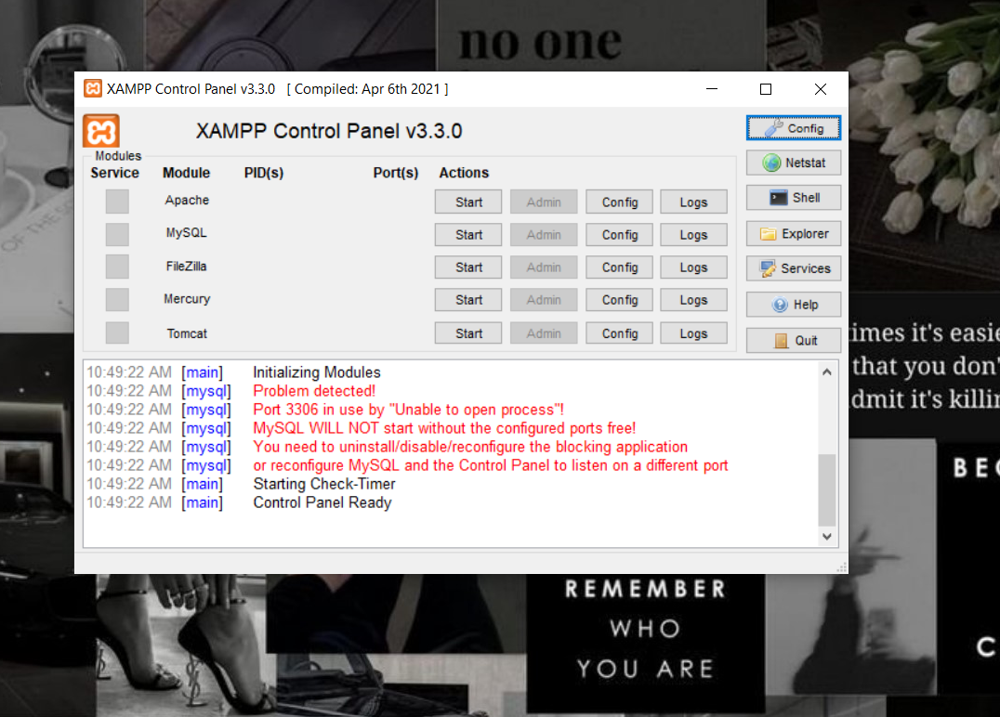 no one
XAMPP Control Panel v3.3.0 [ Compiled: Apr 6th 2021 ]
XAMPP Control Panel v3.3.0
Config
Modules
Service Module PID(s) Port(s) Actions
Netstat
Apache Start Admin Config Logs
Shell
MySQL Start Admin Config Logs
Explorer
FileZilla Start Admin Config Logs
Services
Mercury Start Admin Config Logs
Help
Tomcat Start Admin Config Logs
Quit
OF THE
times it's easie
that you don'
admit it's killin
10:49:22 AM [main] Initializing Modules
10:49:22 AM [mysql] Problem detected!
10:49:22 AM [mysql] Port 3306 in use by "Unable to open process"!
10:49:22 AM [mysql] MySQL WILL NOT start without the configured ports free!
10:49:22 AM [mysql] You need to uninstall/disable/reconfigure the blocking application
10:49:22 AM [mysql] or reconfigure MySQL and the Control Panel to listen on a different port
10:49:22 AM [main] Starting Check-Timer
10:49:22 AM [main] Control Panel Ready
BEC
REMEMBER
WHO
YOU ARE
C